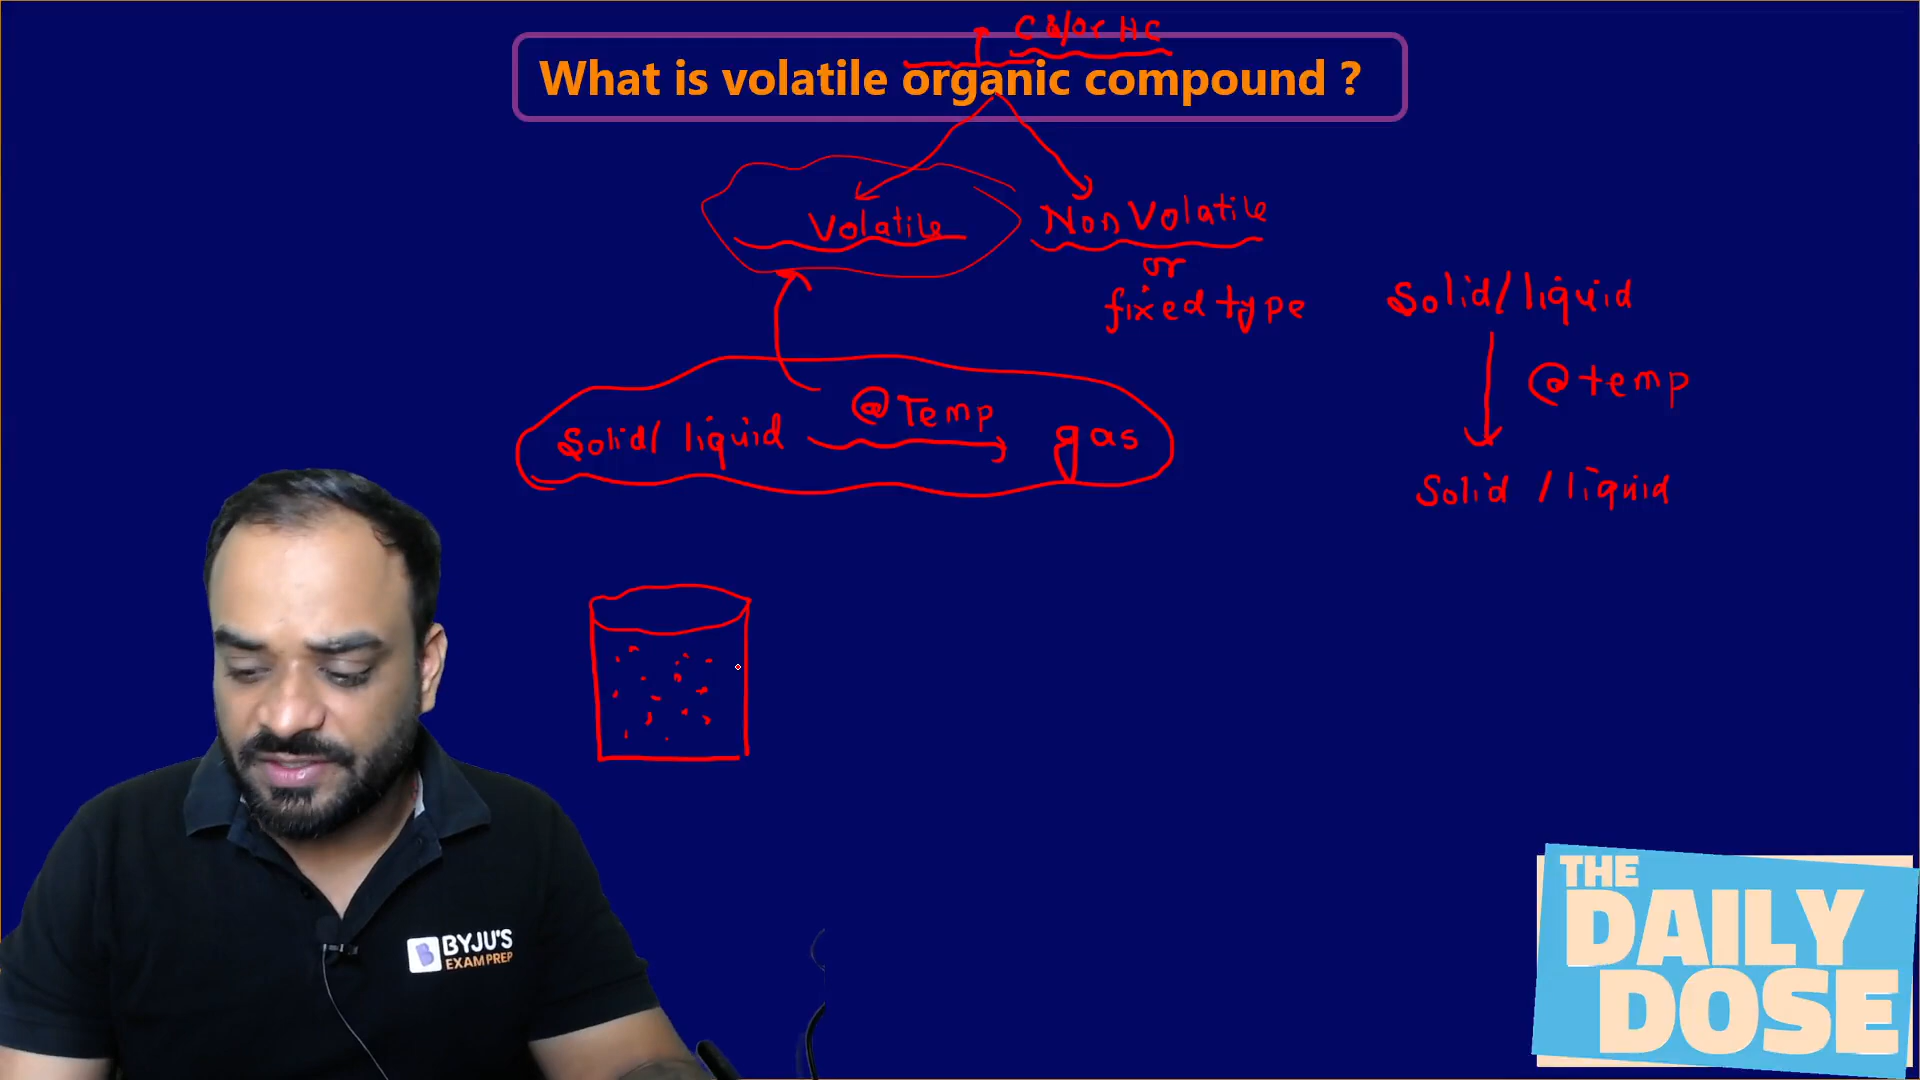 C &/or HC
What is volatile organic compound ?
Volatile
Non Volatile
or
fixed type
Solid/liquid
@temp
Solid /liquid
Solid/ liquid @Temp gas
BYJU'S
EXAM PREP
THE
DAILY
DOSE